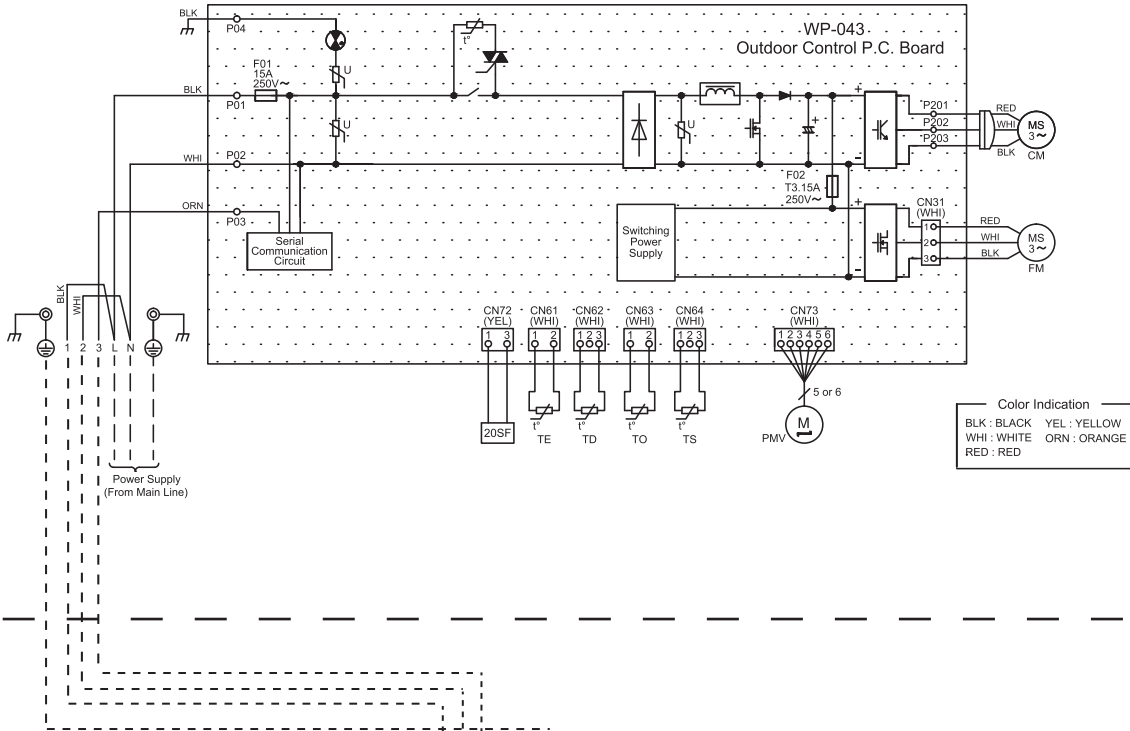 BLK
P04
WP-043
Outdoor Control P.C. Board
t°
U
F01
15A
250V～
BLK
P01
U
U
+
P201
P202
P203
RED
WHI
BLK
MS
3～
CM
+
WHI
P02
-
F02
T3.15A
250V～
ORN
P03
Serial
Communication
Circuit
Switching
Power
Supply
+
-
CN31
(WHI)
1
2
3
RED
WHI
BLK
MS
3～
FM
BLK
WHI
1 2 3 L N
CN72
(YEL)
1 3
CN61
(WHI)
1 2
CN62
(WHI)
1 2 3
CN63
(WHI)
1 2
CN64
(WHI)
1 2 3
CN73
(WHI)
1 2 3 4 5 6
20SF
t°
TE
t°
TD
t°
TO
t°
TS
5 or 6
M
PMV
Color Indication
BLK : BLACK YEL : YELLOW
WHI : WHITE ORN : ORANGE
RED : RED
Power Supply
(From Main Line)